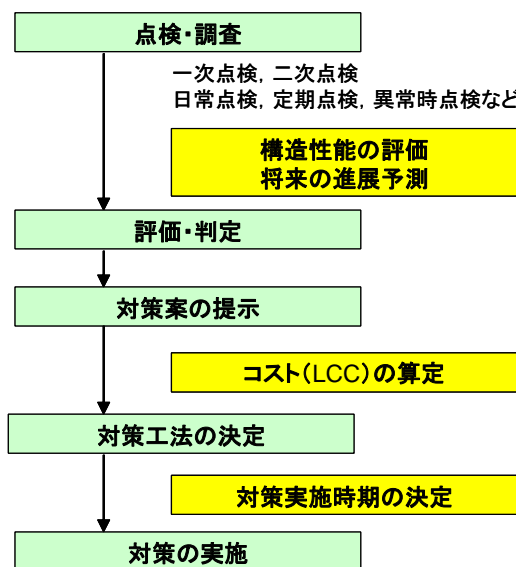 点検・調査
一次点検，二次点検
日常点検，定期点検，異常時点検など
構造性能の評価
将来の進展予測
評価・判定
対策案の提示
コスト（LCC）の算定
対策工法の決定
対策実施時期の決定
対策の実施